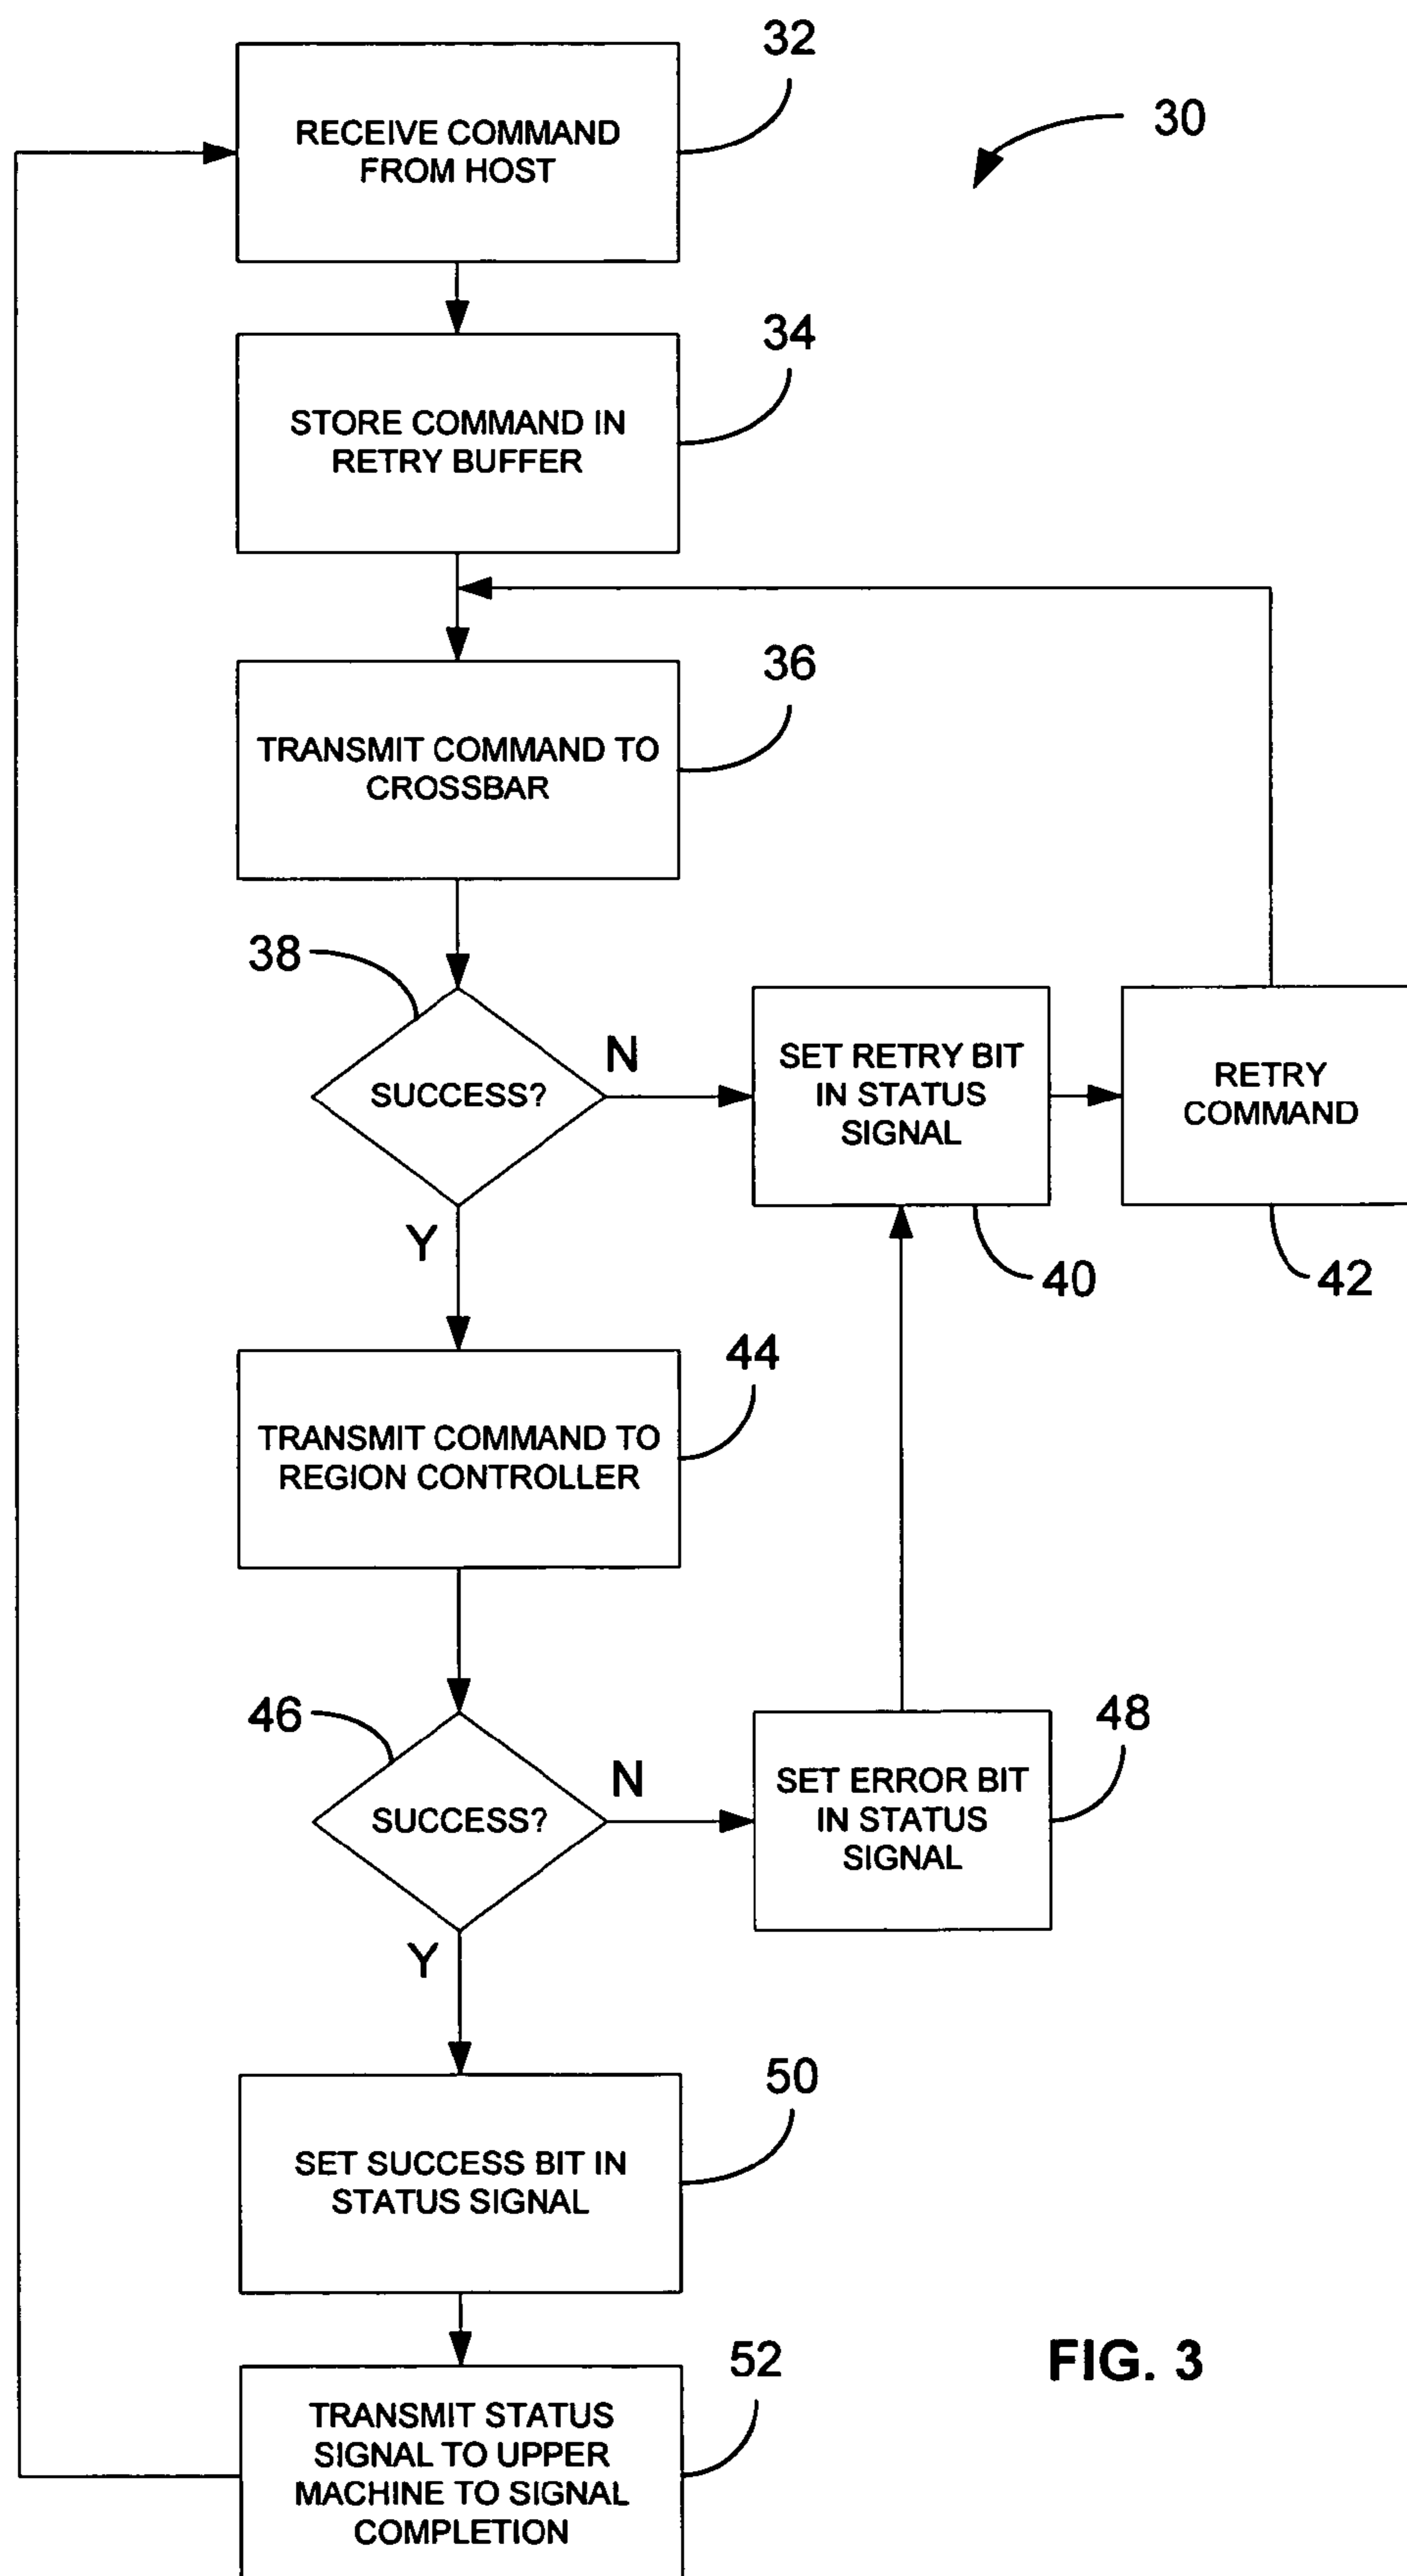 32
RECEIVE COMMAND
FROM HOST
30
34
STORE COMMAND IN
RETRY BUFFER
36
TRANSMIT COMMAND TO
CROSSBAR
38
SUCCESS?
N
SET RETRY BIT
IN STATUS
SIGNAL
RETRY
COMMAND
Y
40
42
44
TRANSMIT COMMAND TO
REGION CONTROLLER
46
SUCCESS?
N
48
SET ERROR BIT
IN STATUS
SIGNAL
Y
50
SET SUCCESS BIT IN
STATUS SIGNAL
52
TRANSMIT STATUS
SIGNAL TO UPPER
MACHINE TO SIGNAL
COMPLETION
FIG. 3